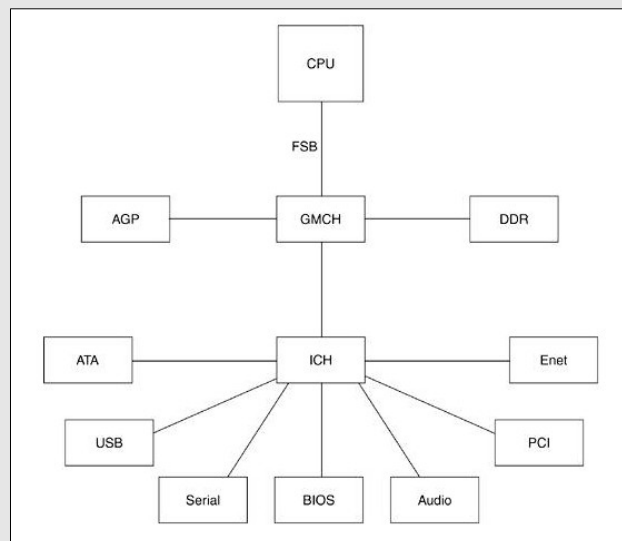 CPU
FSB
AGP
GMCH
DDR
ATA
ICH
Enet
USB
PCI
Serial
BIOS
Audio